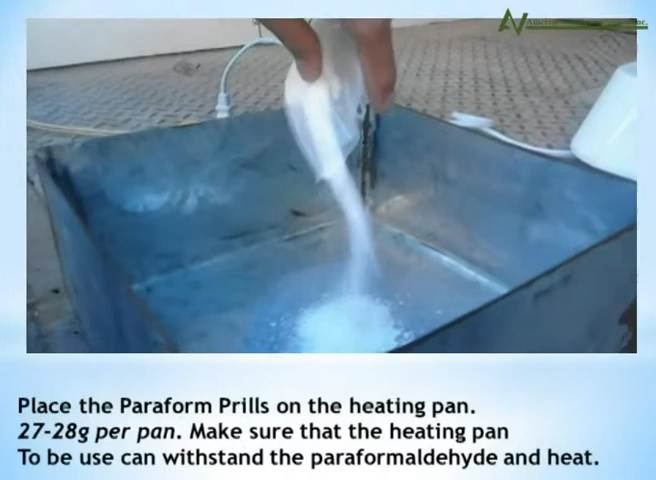 Place the Paraform Prills on the heating pan.
27-28g per pan. Make sure that the heating pan
To be use can withstand the paraformaldehyde and heat.